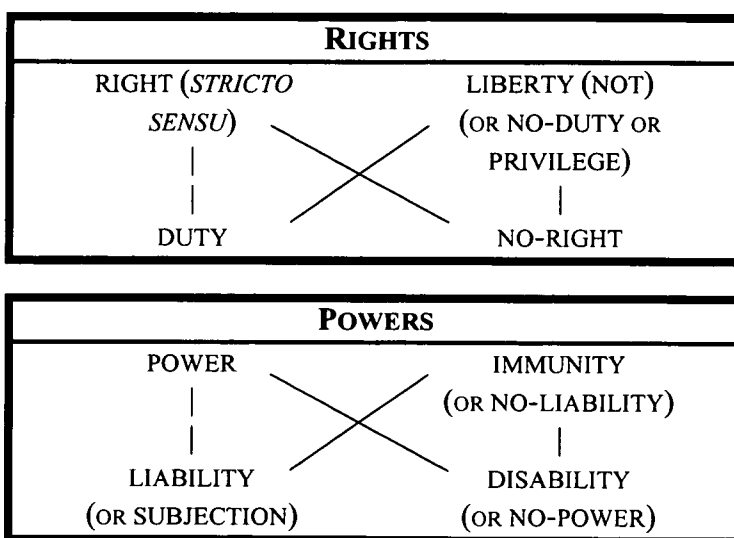 RIGHTS
RIGHT (STRICTO LIBERTY (NOT)
SENSU) (OR NO-DUTY OR
PRIVILEGE)
DUTY NO-RIGHT
POWERS
POWER IMMUNITY
(OR NO-LIABILITY)
LIABILITY DISABILITY
(OR SUBJECTION) (OR NO-POWER)